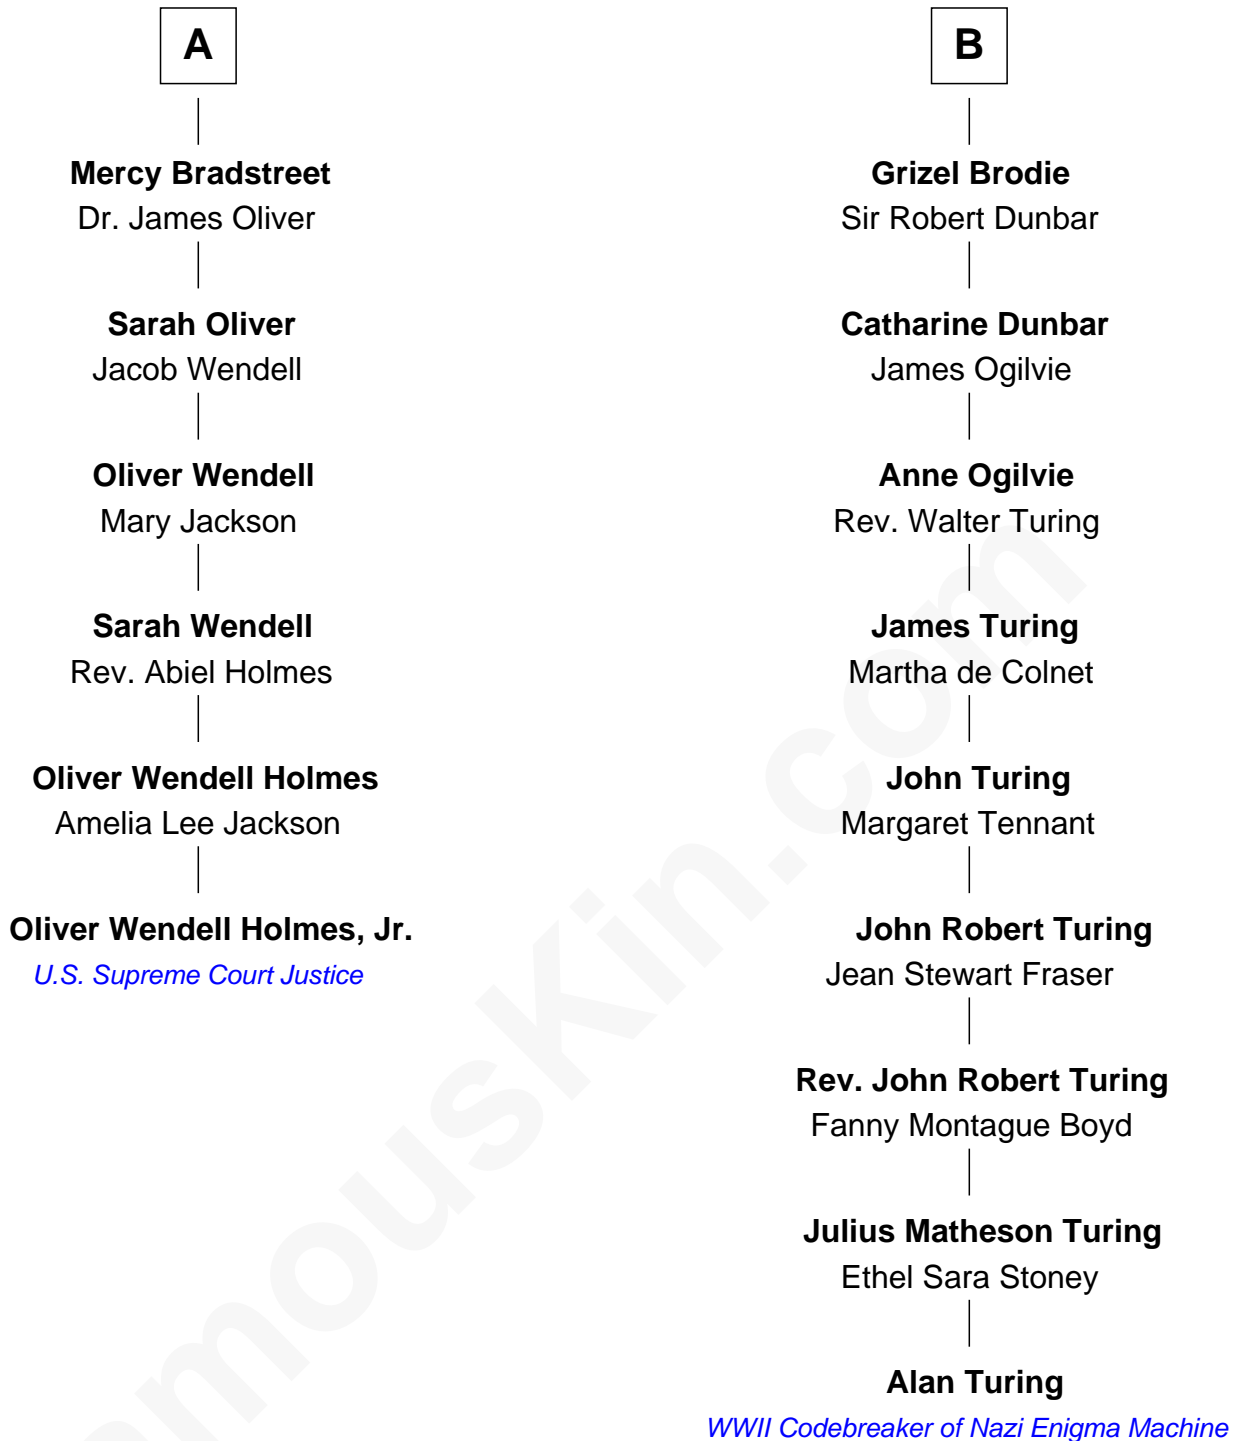 A
Mercy Bradstreet
Dr. James Oliver
Sarah Oliver
Jacob Wendell
Oliver Wendell
Mary Jackson
Sarah Wendell
Rev. Abiel Holmes
Oliver Wendell Holmes
Amelia Lee Jackson
Oliver Wendell Holmes, Jr.
U.S. Supreme Court Justice
B
Grizel Brodie
Sir Robert Dunbar
Catharine Dunbar
James Ogilvie
Anne Ogilvie
Rev. Walter Turing
James Turing
Martha de Colnet
John Turing
Margaret Tennant
John Robert Turing
Jean Stewart Fraser
Rev. John Robert Turing
Fanny Montague Boyd
Julius Matheson Turing
Ethel Sara Stoney
Alan Turing
WWII Codebreaker of Nazi Enigma Machine
amouskin.com